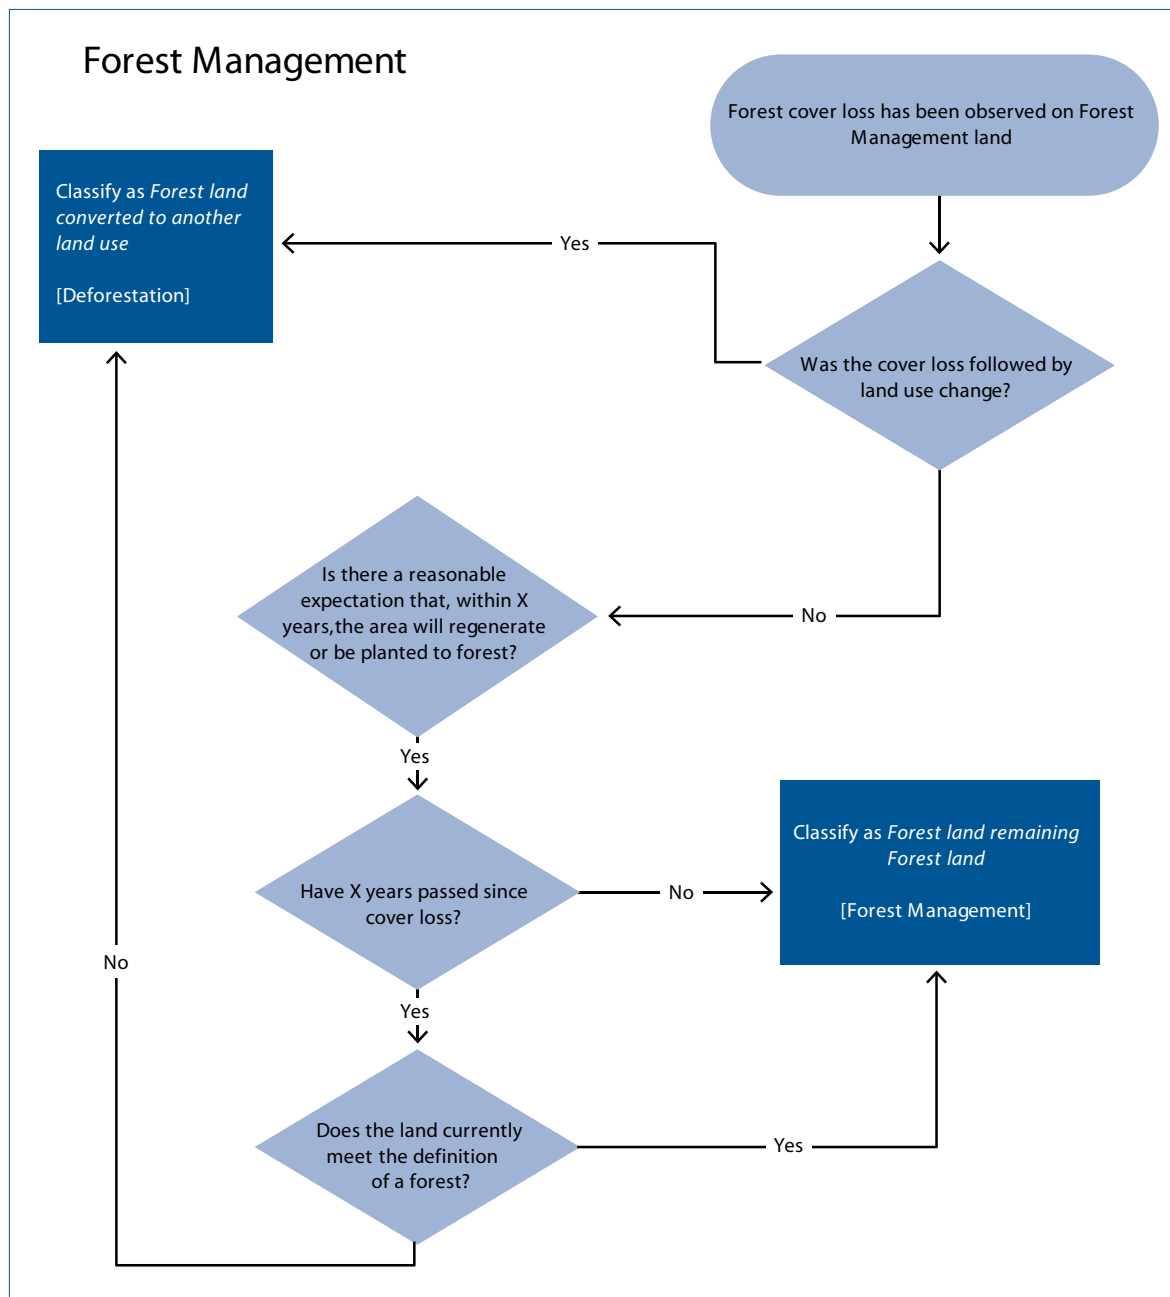 Forest Management
Forest cover loss has been observed on Forest
Management land
Classify as Forest land
converted to another
land use
[Deforestation]
Yes
Was the cover loss followed by
land use change?
Is there a reasonable
expectation that, within X
years,the area will regenerate
or be planted to forest?
No
Yes
Classify as Forest land remaining
Forest land
[Forest Management]
Have X years passed since
cover loss?
No
No
Yes
Does the land currently
meet the definition
of a forest?
Yes